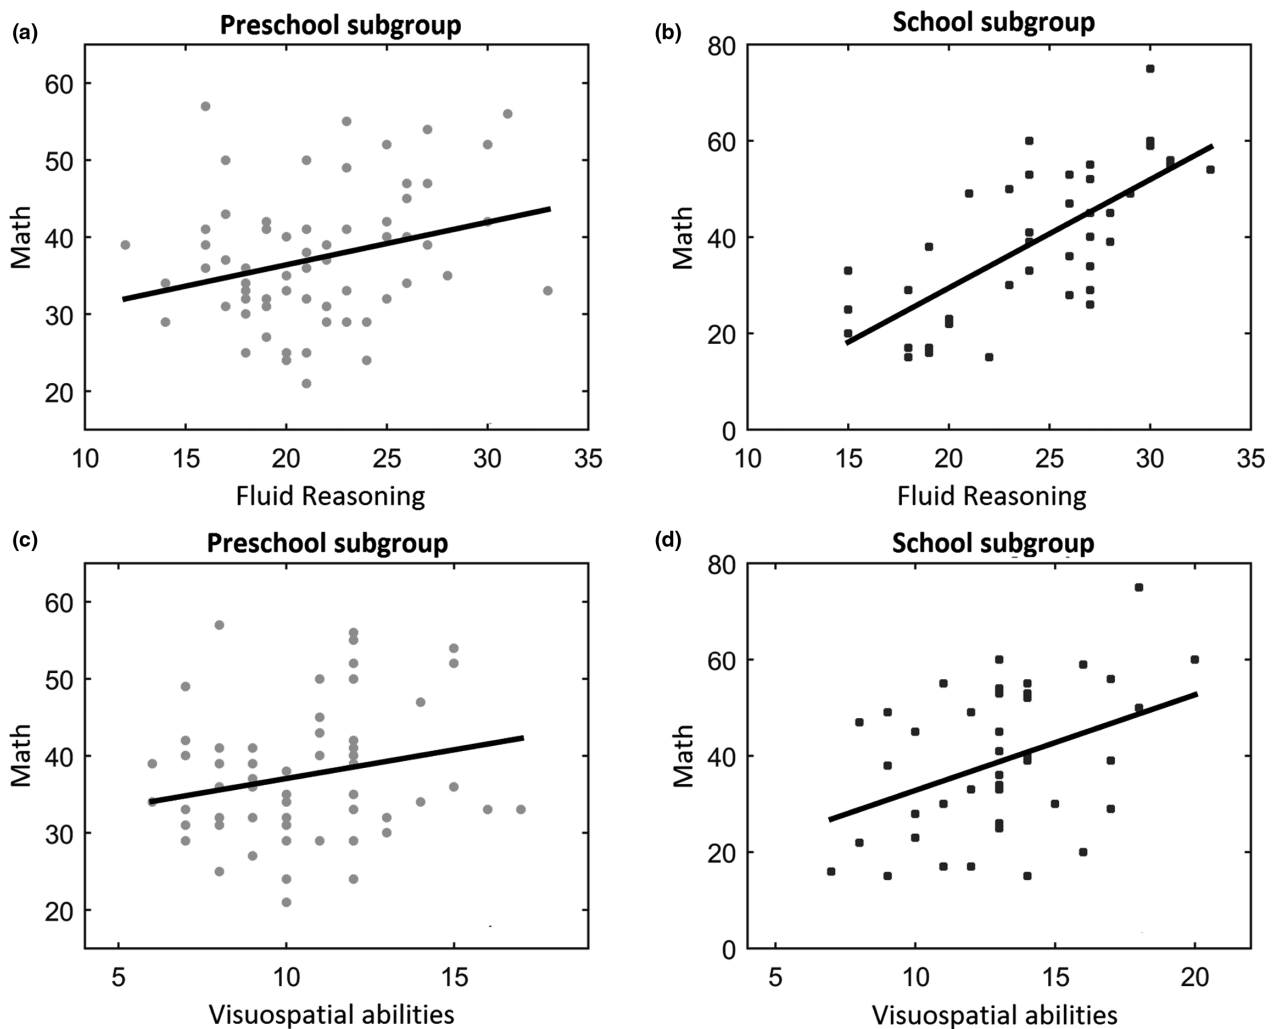 (a)
Preschool subgroup
60
50
40
30
20
Math
10 15 20 25 30 35
Fluid Reasoning
(b)
School subgroup
80
60
40
20
0
Math
10 15 20 25 30 35
Fluid Reasoning
(c)
Preschool subgroup
60
50
40
30
20
Math
5 10 15
Visuospatial abilities
(d)
School subgroup
80
60
40
20
0
Math
5 10 15 20
Visuospatial abilities